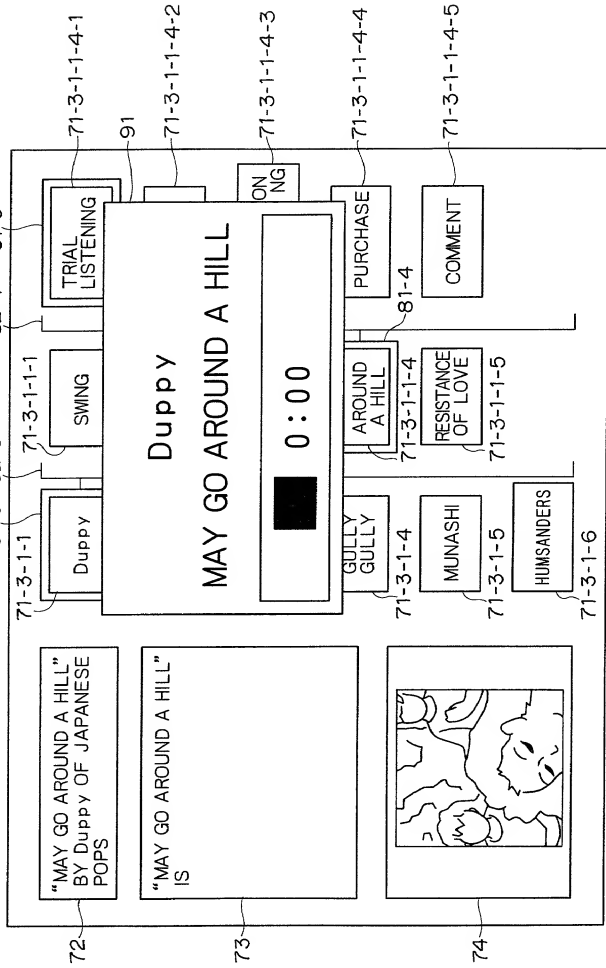 71-3-1-1
71-3-1-1-1
71-3-1-1-4-1
91
71-3-1-1-4-2
71-3-1-1-4-3
71-3-1-1-4-4
71-3-1-1-4-5
81-4
71-3-1-1-4
71-3-1-1-5
71-3-1-4
71-3-1-5
71-3-1-6
72
73
74
"MAY GO AROUND A HILL"
BY Duppy OF JAPANESE
POPS
"MAY GO AROUND A HILL"
IS
Duppy
SWING
TRIAL
LISTENING
ON
NG
Duppy
MAY GO AROUND A HILL
0:00
GULLY
GULLY
AROUND
A HILL
PURCHASE
MUNASHI
RESISTANCE
OF LOVE
COMMENT
HUMSANDERS